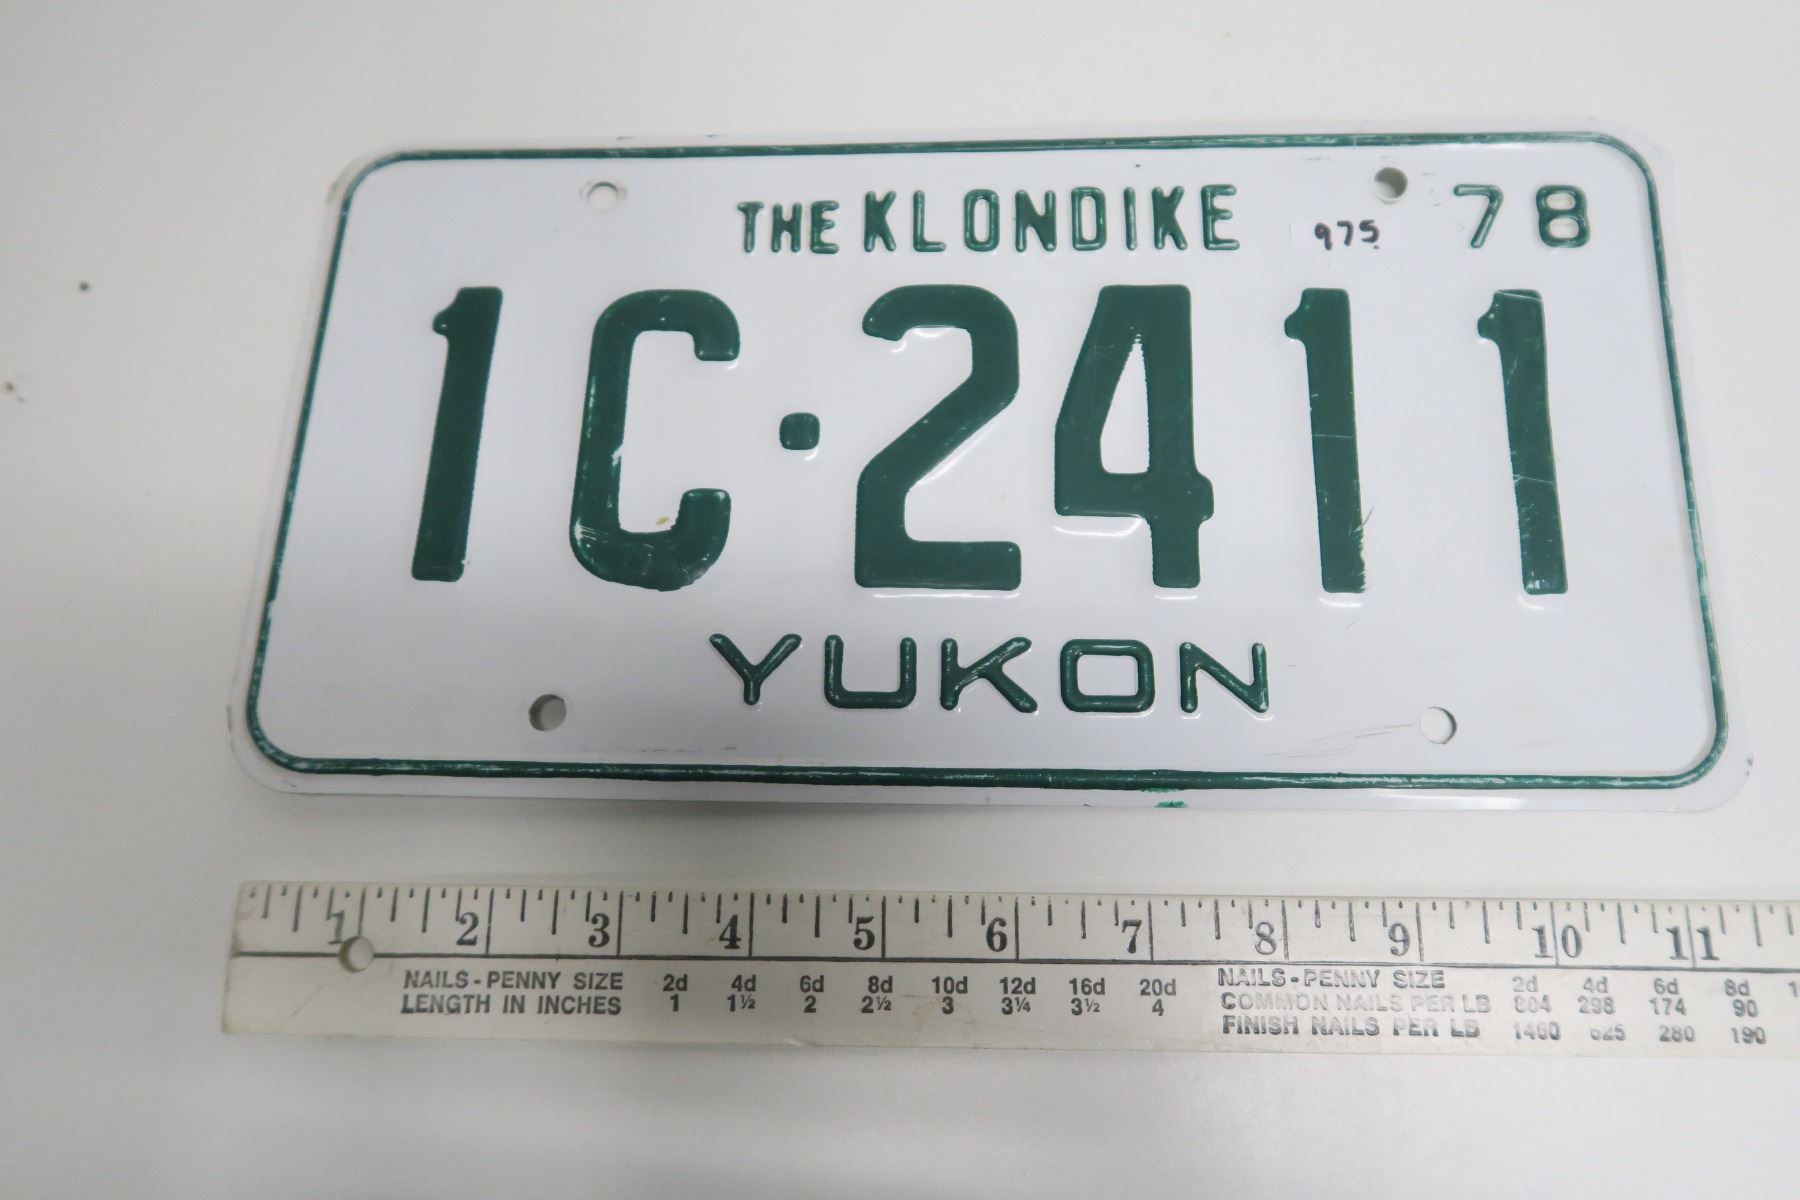 THE KLONDIKE 975 78
1C·2411
YUKON
1 2 3 4 5 6 7 8 9 10 11
NAILS - PENNY SIZE 2d 4d 6d 8d 10d 12d 16d 20d
LENGTH IN INCHES 1 1½ 2 2½ 3 3¼ 3½ 4
NAILS - PENNY SIZE 2d 4d 6d 8d
COMMON NAILS PER LB 864 298 174 90
FINISH NAILS PER LB 280 190